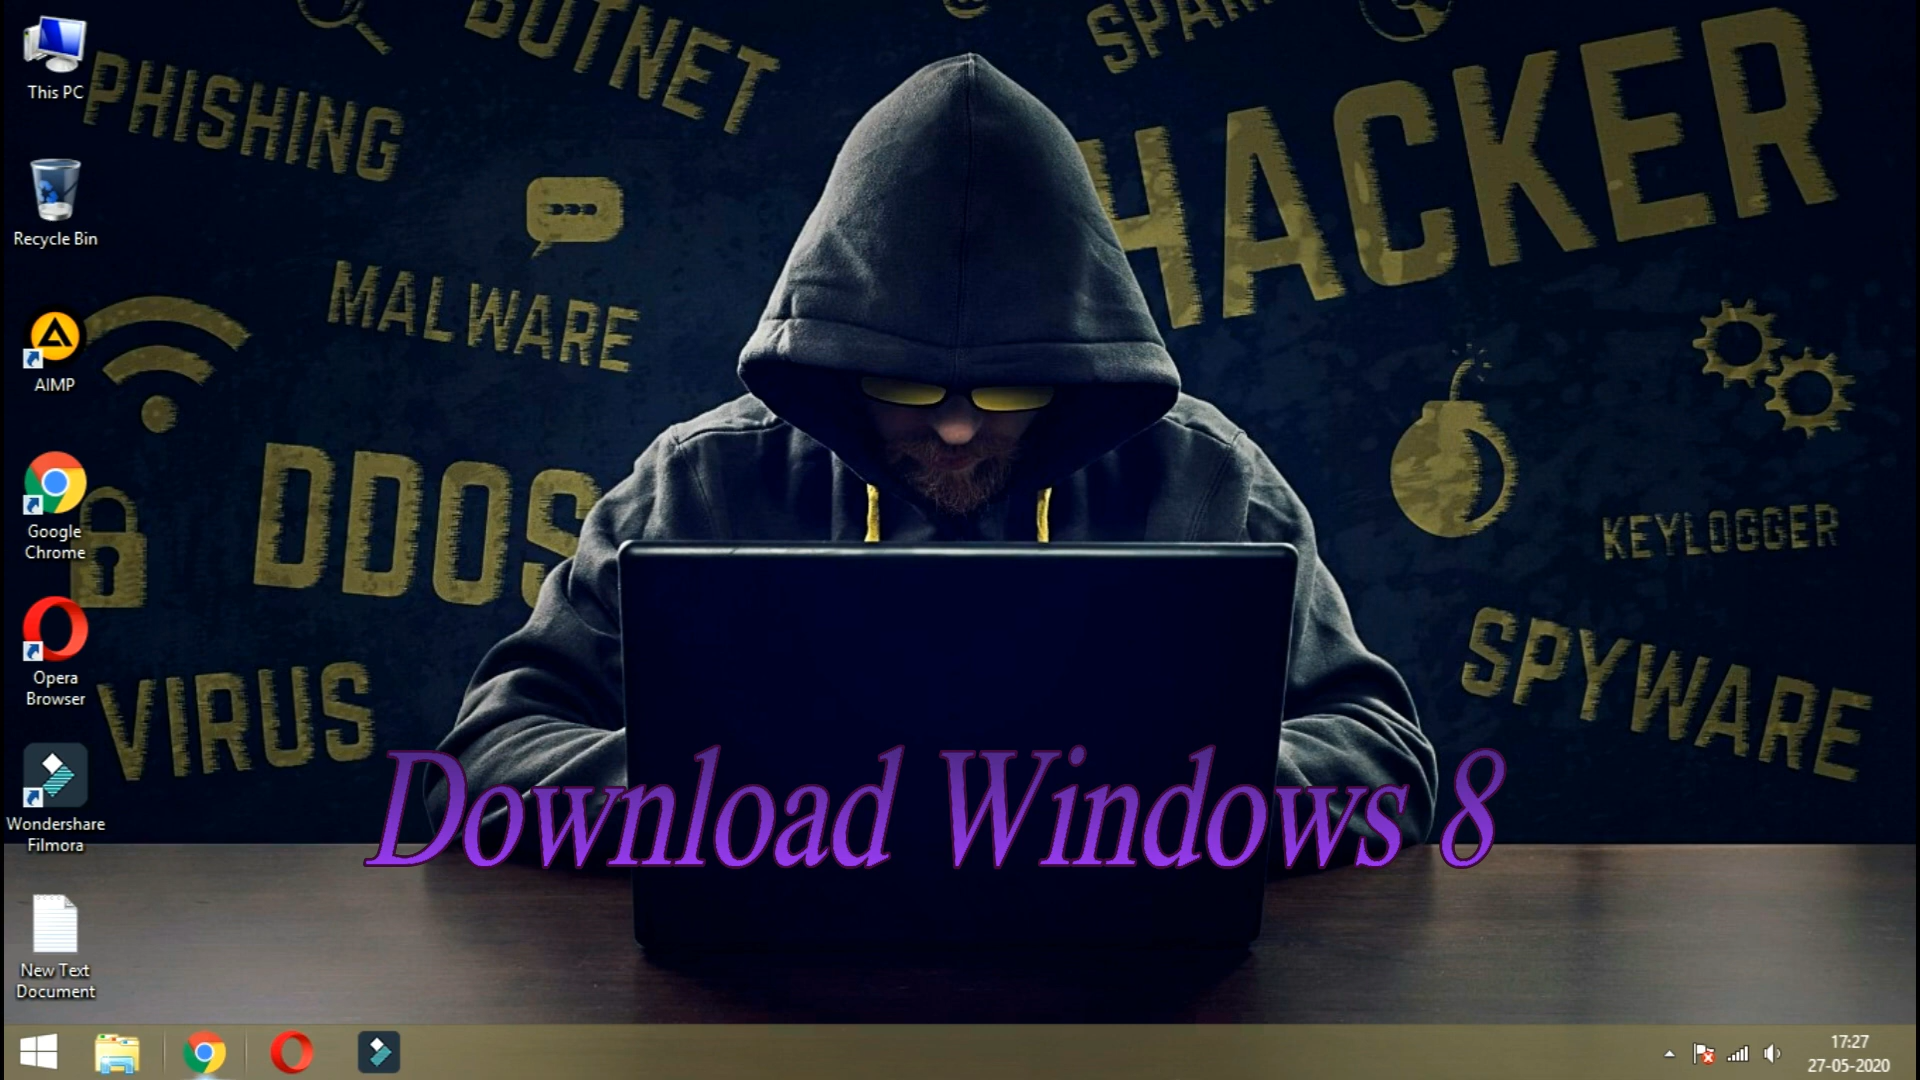 This PC
Recycle Bin
AIMP
Google
Chrome
Opera
Browser
Wondershare
Filmora
New Text
Document
BOTNET
PHISHING
HACKER
MALWARE
DDOS
KEYLOGGER
SPYWARE
VIRUS
Download Windows 8
17:27
27-05-2020